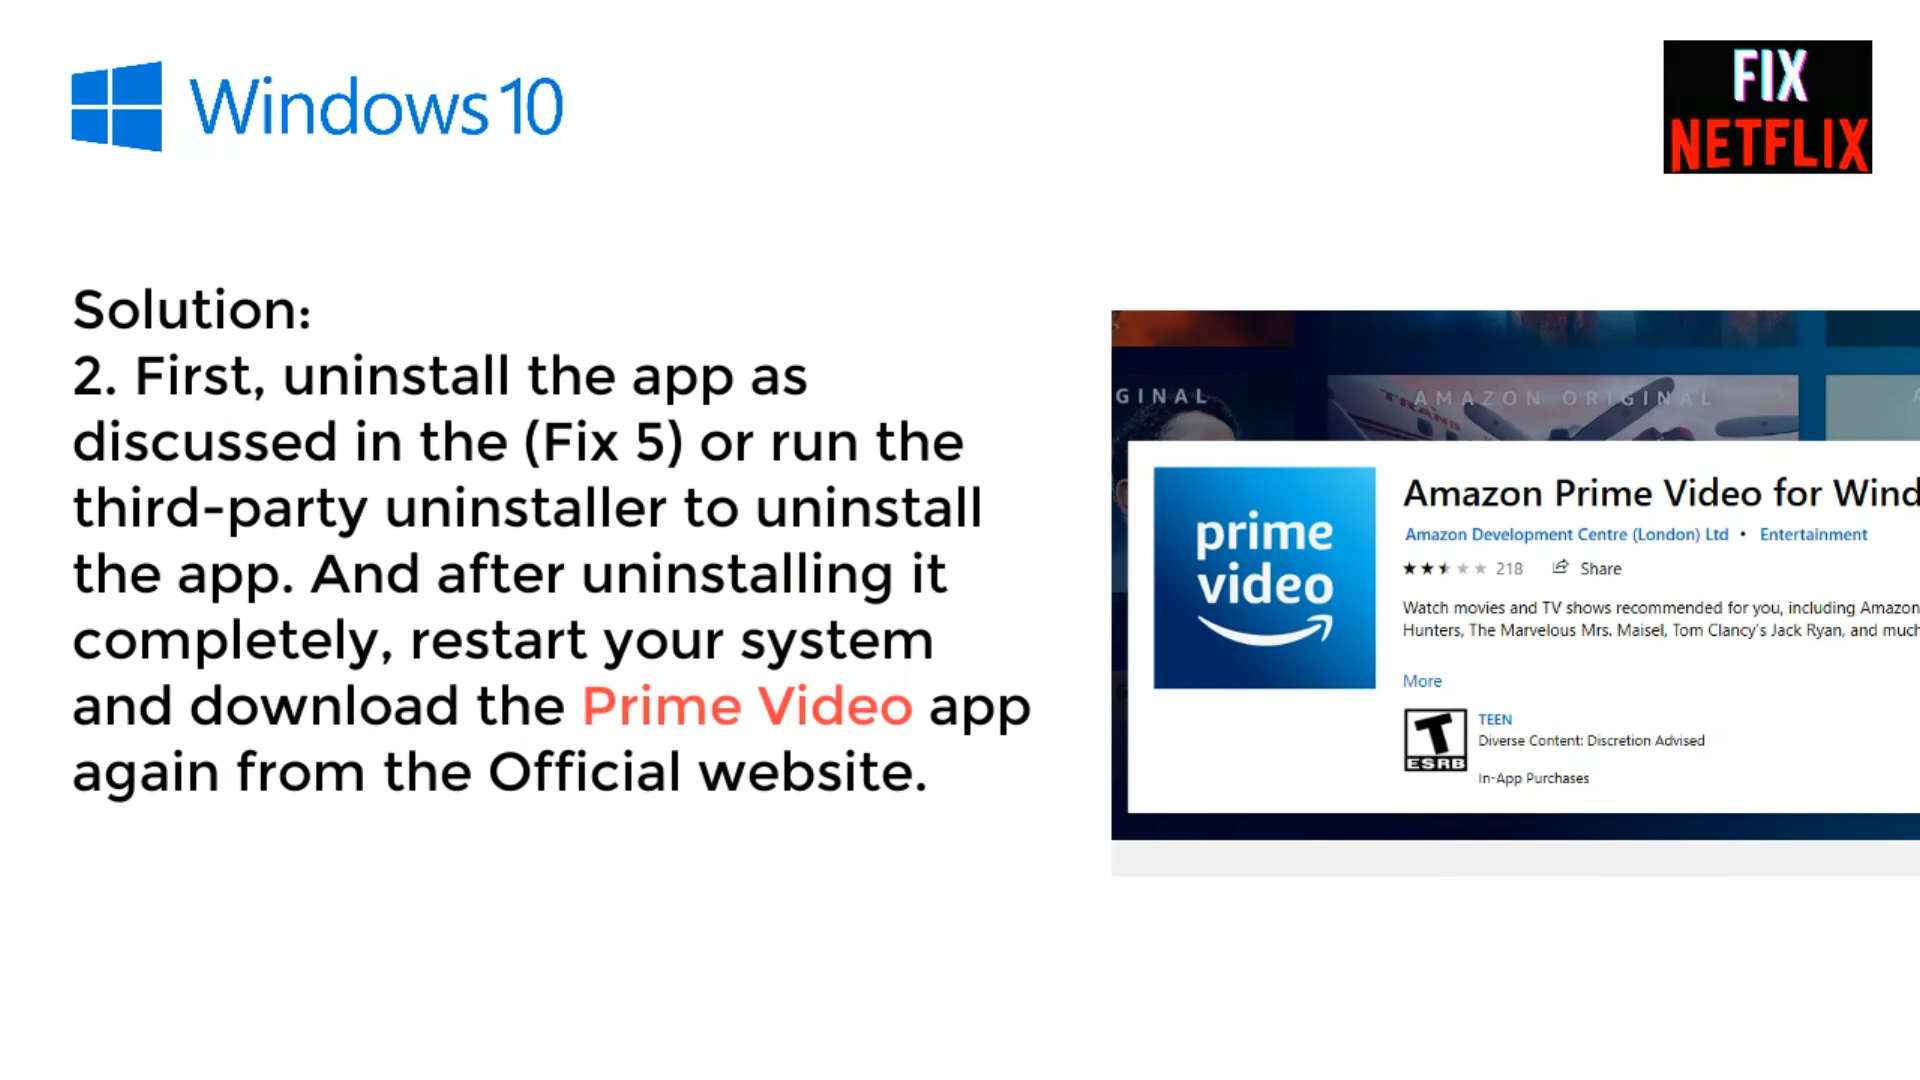 Windows 10
FIX
NETFLIX
Solution:
2. First, uninstall the app as
discussed in the (Fix 5) or run the
third-party uninstaller to uninstall
the app. And after uninstalling it
completely, restart your system
and download the Prime Video app
again from the Official website.
GINAL
TRANS
AMAZON ORIGINAL
prime
video
Amazon Prime Video for Wind
Amazon Development Centre (London) Ltd • Entertainment
218 Share
Watch movies and TV shows recommended for you, including Amazon
Hunters, The Marvelous Mrs. Maisel, Tom Clancy's Jack Ryan, and much
More
T
ESRB
TEEN
Diverse Content: Discretion Advised
In-App Purchases